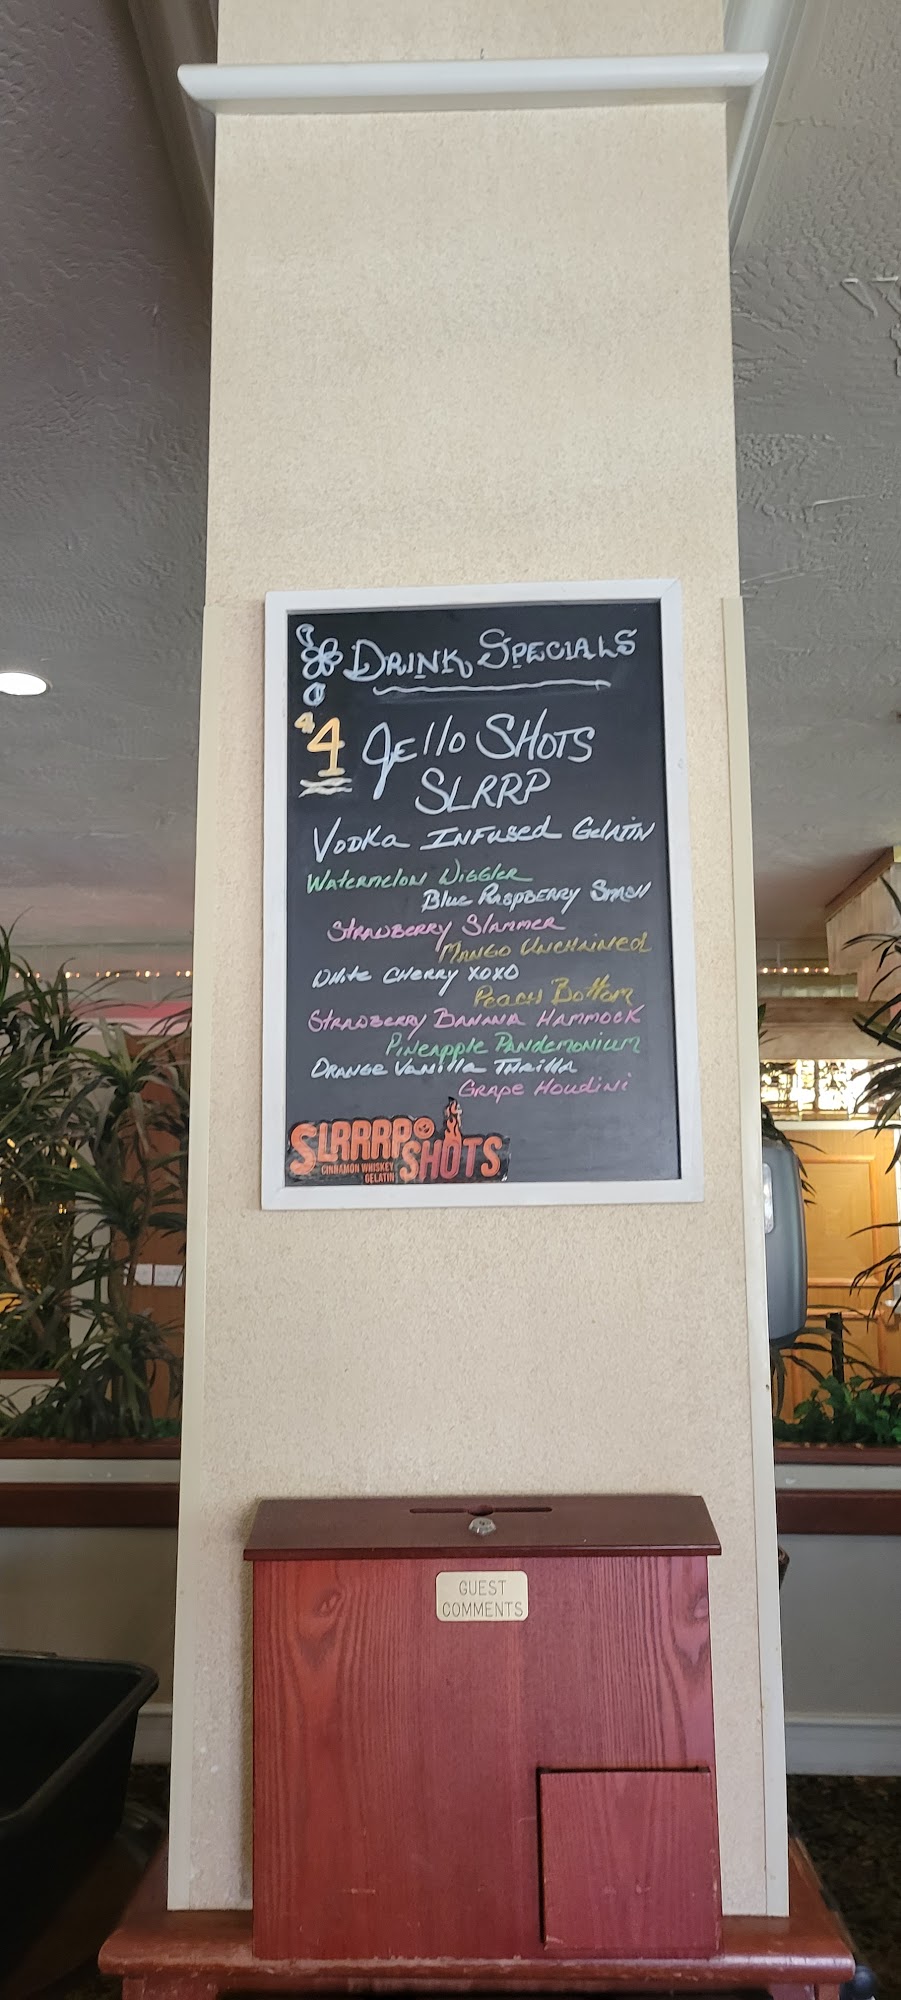 DRINK SPECIALS
$4 Jello SHOTS
SLRRP
Vodka INFUSED GELATIN
WATERMELON WIGGLER
BLUE RASPBERRY SMASH
STRAWBERRY SLAMMER
MANGO UNCHAINED
WHITE CHERRY XOXO
PEACH BOTTOM
STRAWBERRY BANANA HAMMOCK
PINEAPPLE PANDEMONIUM
ORANGE VANILLA THRILLA
GRAPE HOUDINI
SLRRRP SHOTS
CINNAMON WHISKEY
GELATIN
GUEST
COMMENTS